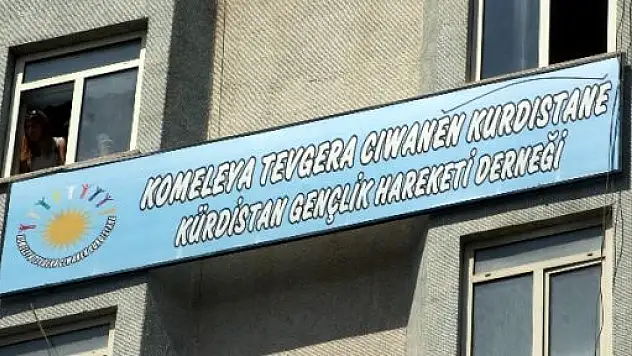 KOMELEYA TEVGERA CIWANEN KURDISTANE
KÜRDİSTAN GENÇLİK HAREKETİ DERNEĞİ